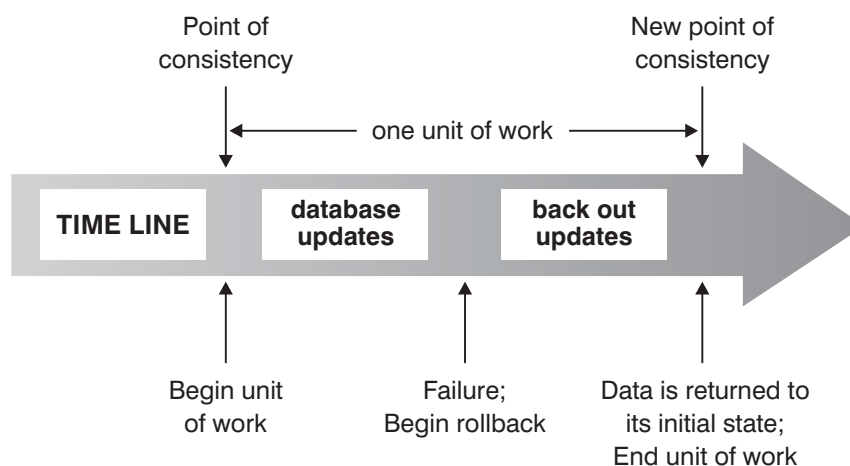 Point of
consistency
New point of
consistency
one unit of work
TIME LINE
database
updates
back out
updates
Begin unit
of work
Failure;
Begin rollback
Data is returned to
its initial state;
End unit of work